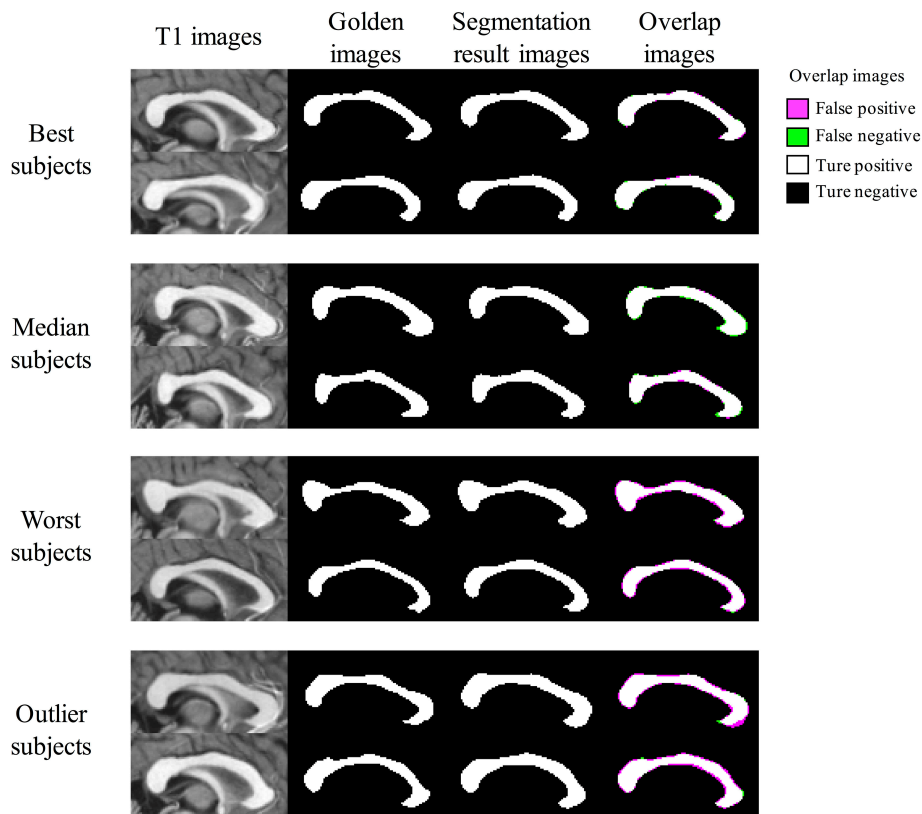 T1 images
Golden
images
Segmentation
result images
Overlap
images
Overlap images
False positive
False negative
Ture positive
Ture negative
Best
subjects
Median
subjects
Worst
subjects
Outlier
subjects